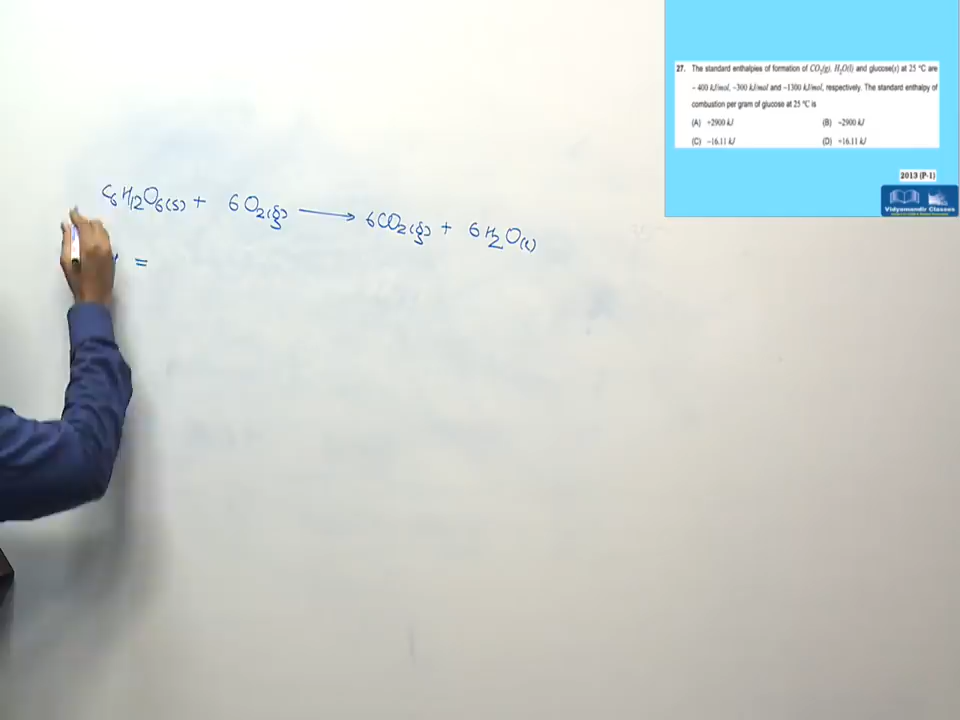 27. The standard enthalpies of formation of CO₂(g), H₂O(l) and glucose(s) at 25 °C are
– 400 kJ/mol, –300 kJ/mol and –1300 kJ/mol, respectively. The standard enthalpy of
combustion per gram of glucose at 25 °C is
(A) +2900 kJ (B) –2900 kJ
(C) –16.11 kJ (D) +16.11 kJ
2013 (P-1)
Vidyamandir Classes
C₆H₁₂O₆(s) + 6O₂(g) ⟶ 6CO₂(g) + 6H₂O(l)
=